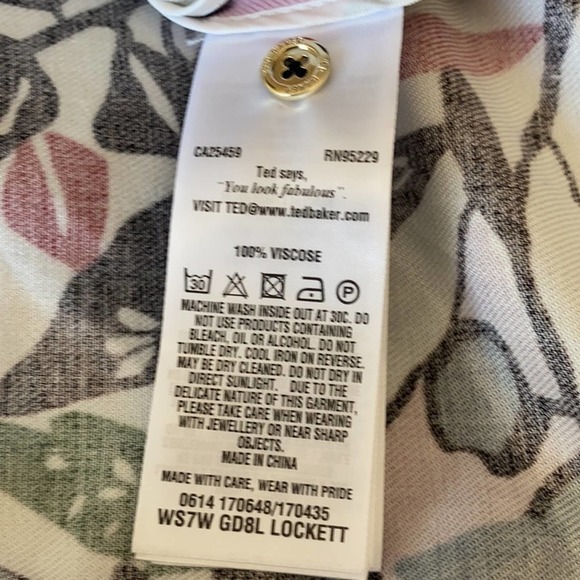 CA25459 RN95229
Ted says,
"You look fabulous".
VISIT TED@www.tedbaker.com
100% VISCOSE
30 P
MACHINE WASH INSIDE OUT AT 30C. DO
NOT USE PRODUCTS CONTAINING
BLEACH, OIL OR ALCOHOL. DO NOT
TUMBLE DRY. COOL IRON ON REVERSE.
MAY BE DRY CLEANED. DO NOT DRY IN
DIRECT SUNLIGHT. DUE TO THE
DELICATE NATURE OF THIS GARMENT,
PLEASE TAKE CARE WHEN WEARING
WITH JEWELLERY OR NEAR SHARP
OBJECTS.
MADE IN CHINA
MADE WITH CARE, WEAR WITH PRIDE
0614 170648/170435
WS7W GD8L LOCKETT